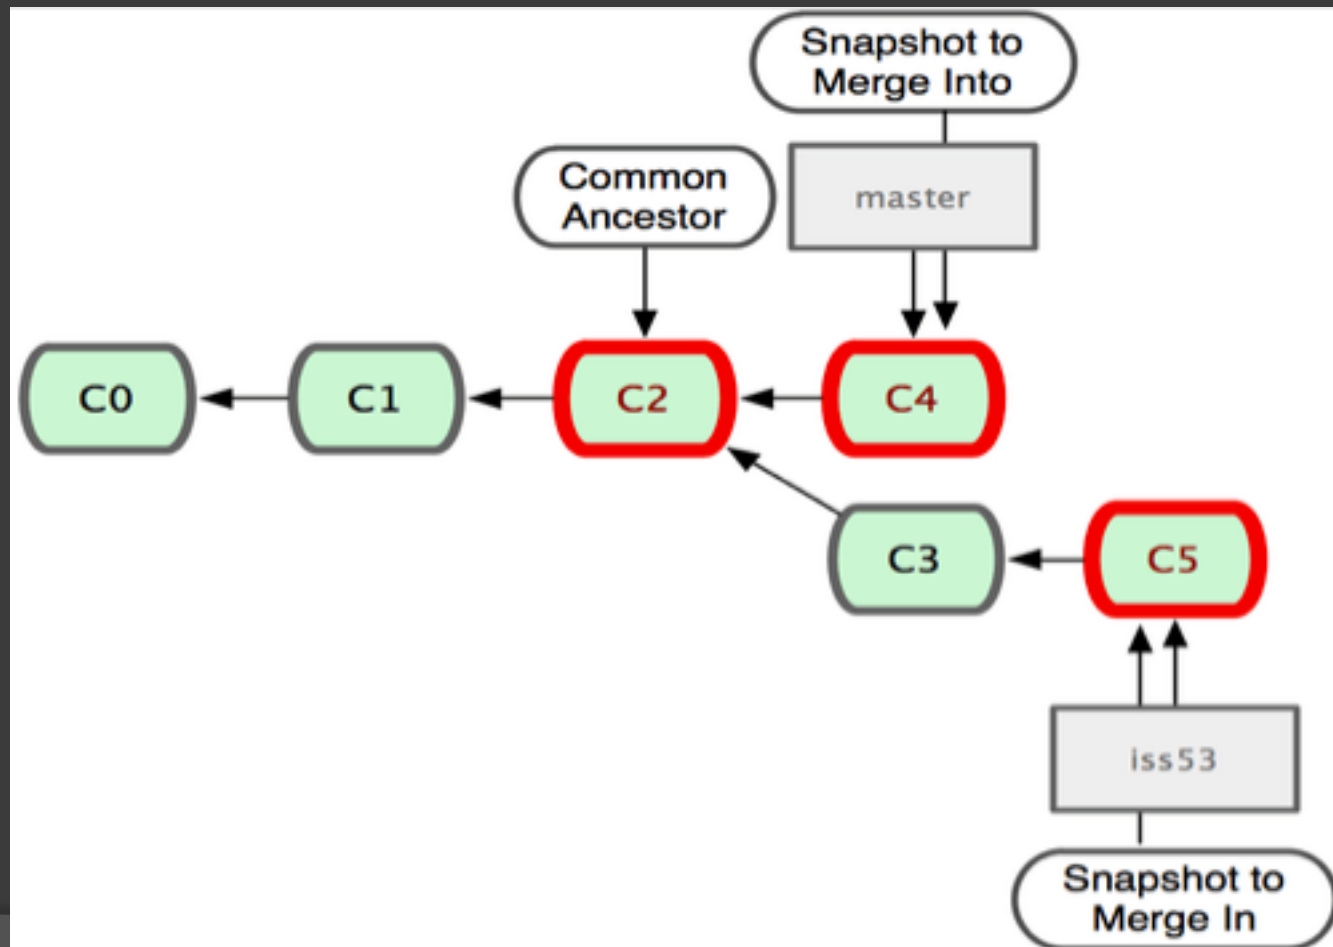 Snapshot to
Merge Into
Common
Ancestor
master
C0
C1
C2
C4
C3
C5
iss53
Snapshot to
Merge In